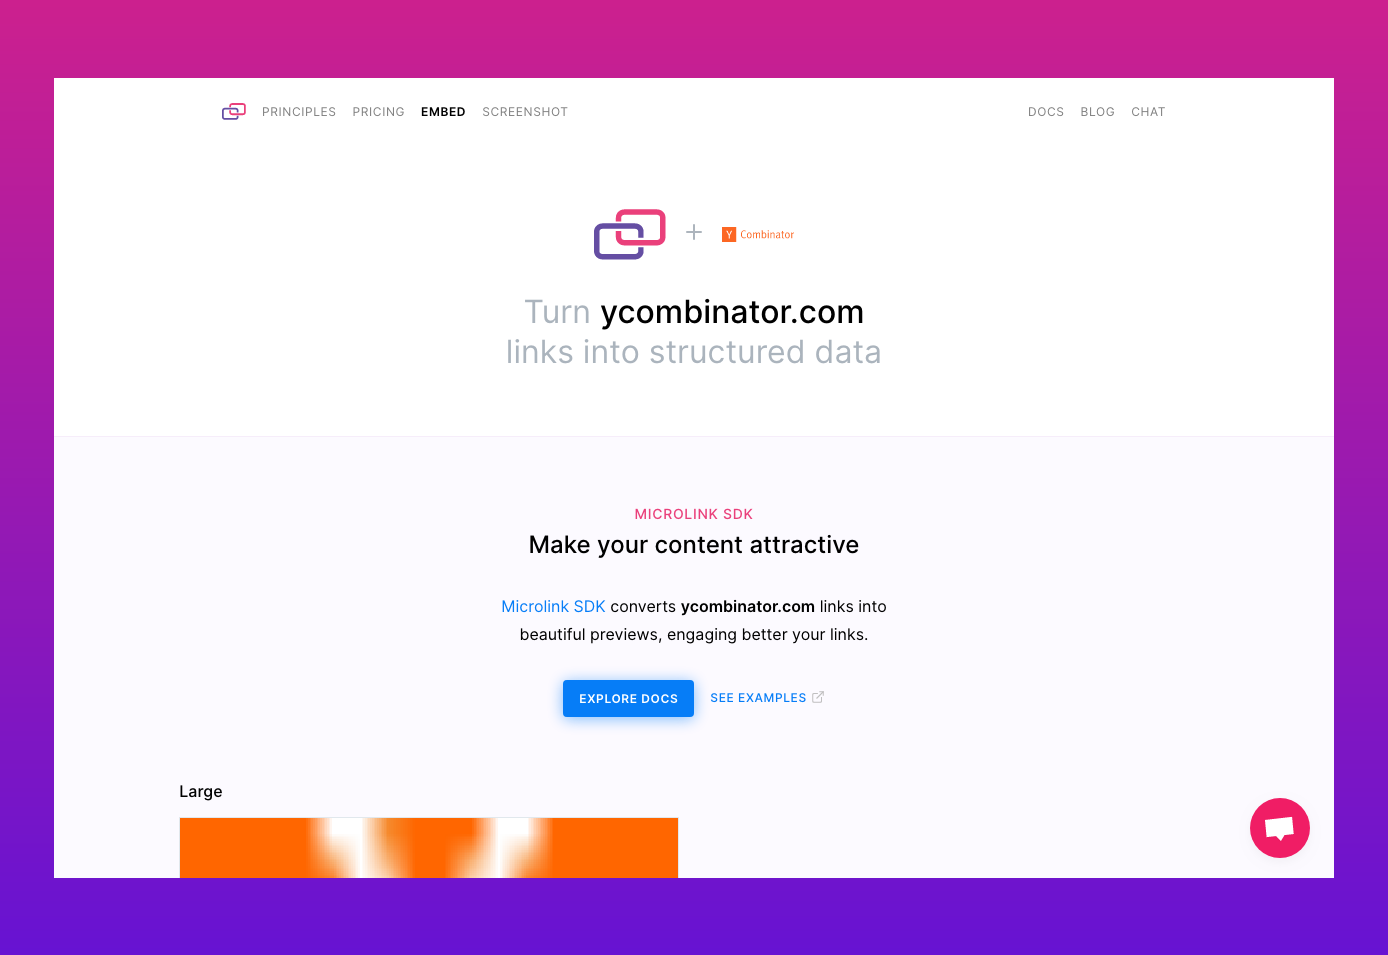 PRINCIPLES PRICING EMBED SCREENSHOT DOCS BLOG CHAT
Y Combinator
Turn ycombinator.com
links into structured data
MICROLINK SDK
Make your content attractive
Microlink SDK converts ycombinator.com links into
beautiful previews, engaging better your links.
EXPLORE DOCS SEE EXAMPLES
Large